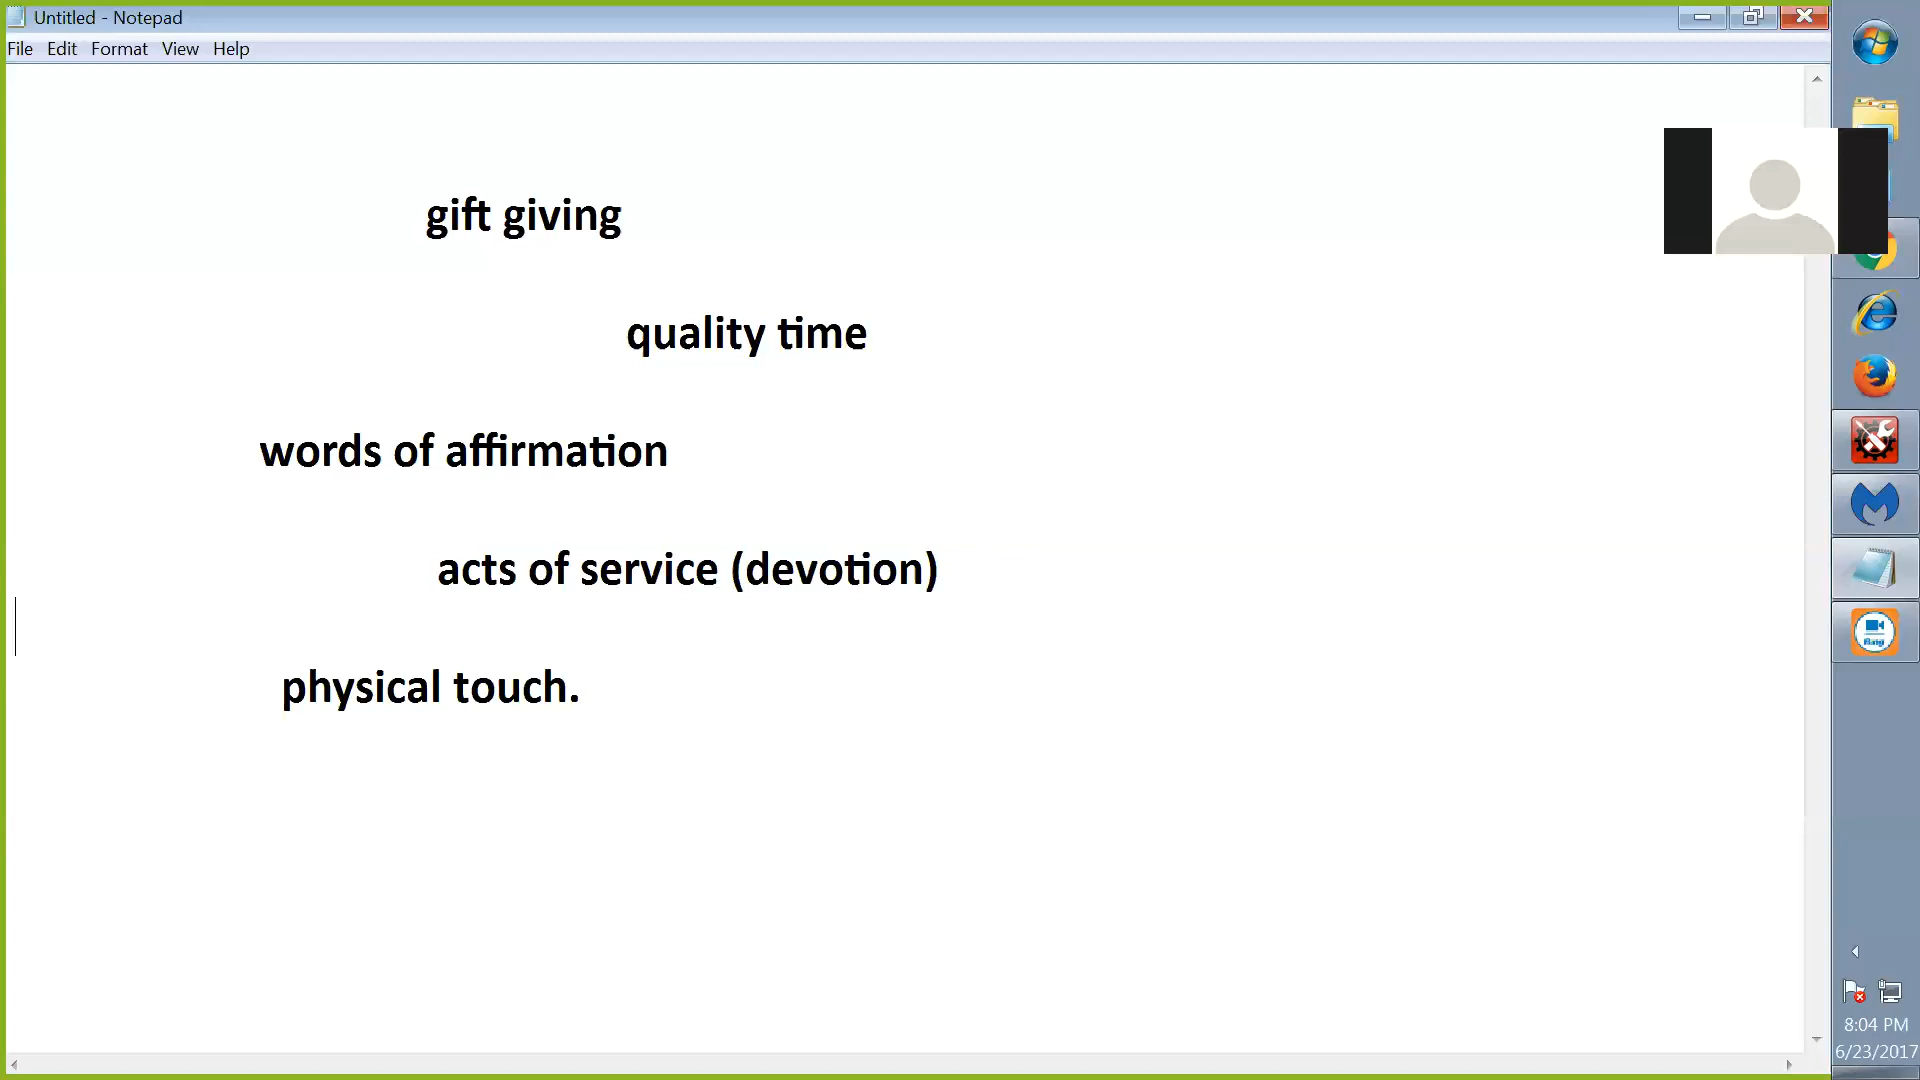 Untitled - Notepad
File Edit Format View Help
gift giving
quality time
words of affirmation
acts of service (devotion)
physical touch.
8:04 PM
6/23/2017